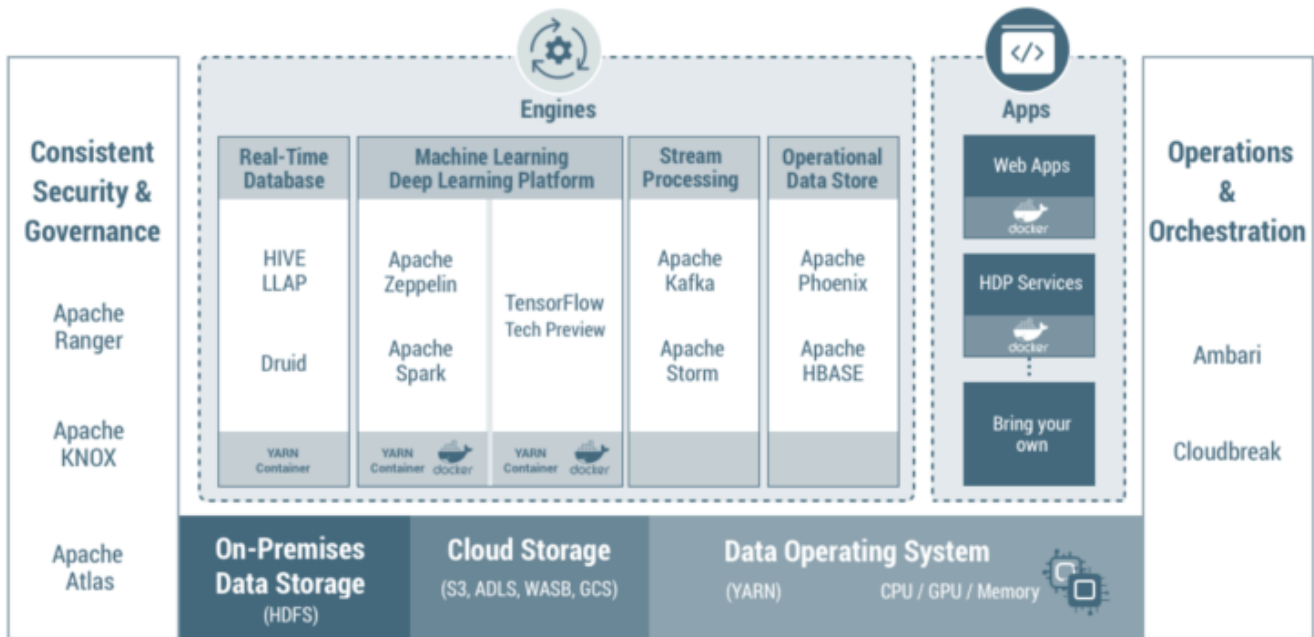 Consistent
Security &
Governance
Apache
Ranger
Apache
KNOX
Apache
Atlas
Engines
Real-Time
Database
HIVE
LLAP
Druid
YARN
Container
Machine Learning
Deep Learning Platform
Apache
Zeppelin
Apache
Spark
YARN
Container
docker
TensorFlow
Tech Preview
YARN
Container
docker
Stream
Processing
Apache
Kafka
Apache
Storm
Operational
Data Store
Apache
Phoenix
Apache
HBASE
</>
Apps
Web Apps
docker
HDP Services
docker
Bring your
own
Operations
&
Orchestration
Ambari
Cloudbreak
On-Premises
Data Storage
(HDFS)
Cloud Storage
(S3, ADLS, WASB, GCS)
Data Operating System
(YARN)
CPU / GPU / Memory